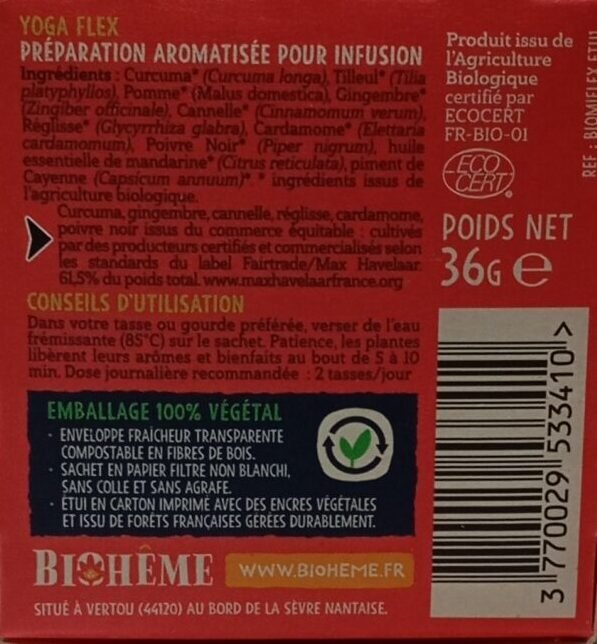 YOGA FLEX
PRÉPARATION AROMATISÉE POUR INFUSION
Ingrédients : Curcuma* (Curcuma longa), Tilleul* (Tilia
platyphylios), Pomme* (Malus domestica), Gingembre*
(Zingiber officinale), Cannelle* (Cinnamomum verum),
Réglisse* (Glycyrrhiza glabra), Cardamome* (Elettaria
cardamomum), Poivre Noir* (Piper nigrum), huile
essentielle de mandarine* (Citrus reticulata), piment de
Cayenne (Capsicum annuum)*. * ingrédients issus de
l'agriculture biologique.
Curcuma, gingembre, cannelle, réglisse, cardamome,
poivre noir issus du commerce équitable : cultivés
par des producteurs certifiés et commercialisés selon
les standards du label Fairtrade/Max Havelaar.
61,5% du poids total. www.maxhavelaarfrance.org
CONSEILS D'UTILISATION
Dans votre tasse ou gourde préférée, verser de l'eau
frémissante (85°C) sur le sachet. Patience, les plantes
libèrent leurs arômes et bienfaits au bout de 5 à 10
min. Dose journalière recommandée : 2 tasses/jour
EMBALLAGE 100% VÉGÉTAL
· ENVELOPPE FRAÎCHEUR TRANSPARENTE
COMPOSTABLE EN FIBRES DE BOIS.
· SACHET EN PAPIER FILTRE NON BLANCHI,
SANS COLLE ET SANS AGRAFE.
· ÉTUI EN CARTON IMPRIMÉ AVEC DES ENCRES VÉGÉTALES
ET ISSU DE FORÊTS FRANÇAISES GÉRÉES DURABLEMENT.
BIOHÊME
WWW.BIOHEME.FR
SITUÉ À VERTOU (44120) AU BORD DE LA SÈVRE NANTAISE.
Produit issu de
l'Agriculture
Biologique
certifié par
ECOCERT
FR-BIO-01
ECO
CERT
®
POIDS NET
36G e
3 770029 533410 >
REF : BIOMIFLEX ETUI